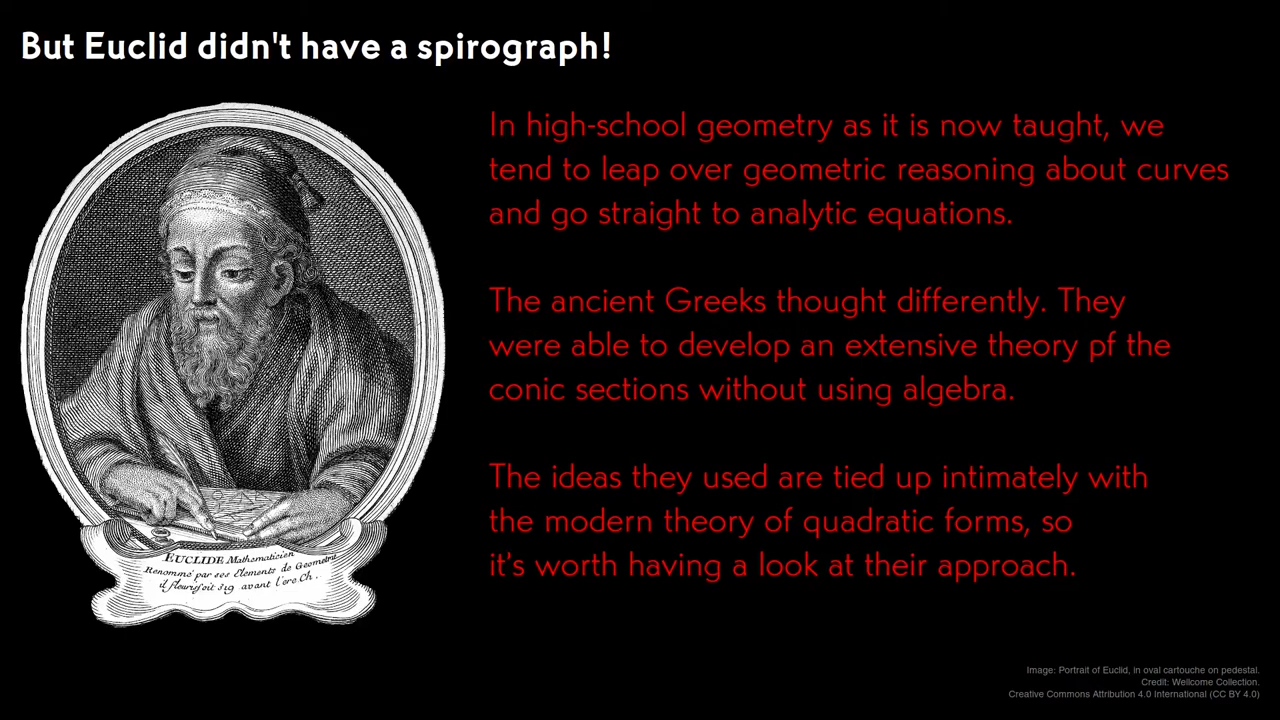 But Euclid didn't have a spirograph!
In high-school geometry as it is now taught, we
tend to leap over geometric reasoning about curves
and go straight to analytic equations.
The ancient Greeks thought differently. They
were able to develop an extensive theory pf the
conic sections without using algebra.
The ideas they used are tied up intimately with
the modern theory of quadratic forms, so
it's worth having a look at their approach.
EUCLIDE Mathematicien
Renommé par ses Elements de Geometrie
il fleurissoit 319 avant l'ere Ch.
Image: Portrait of Euclid, in oval cartouche on pedestal.
Credit: Wellcome Collection.
Creative Commons Attribution 4.0 International (CC BY 4.0)